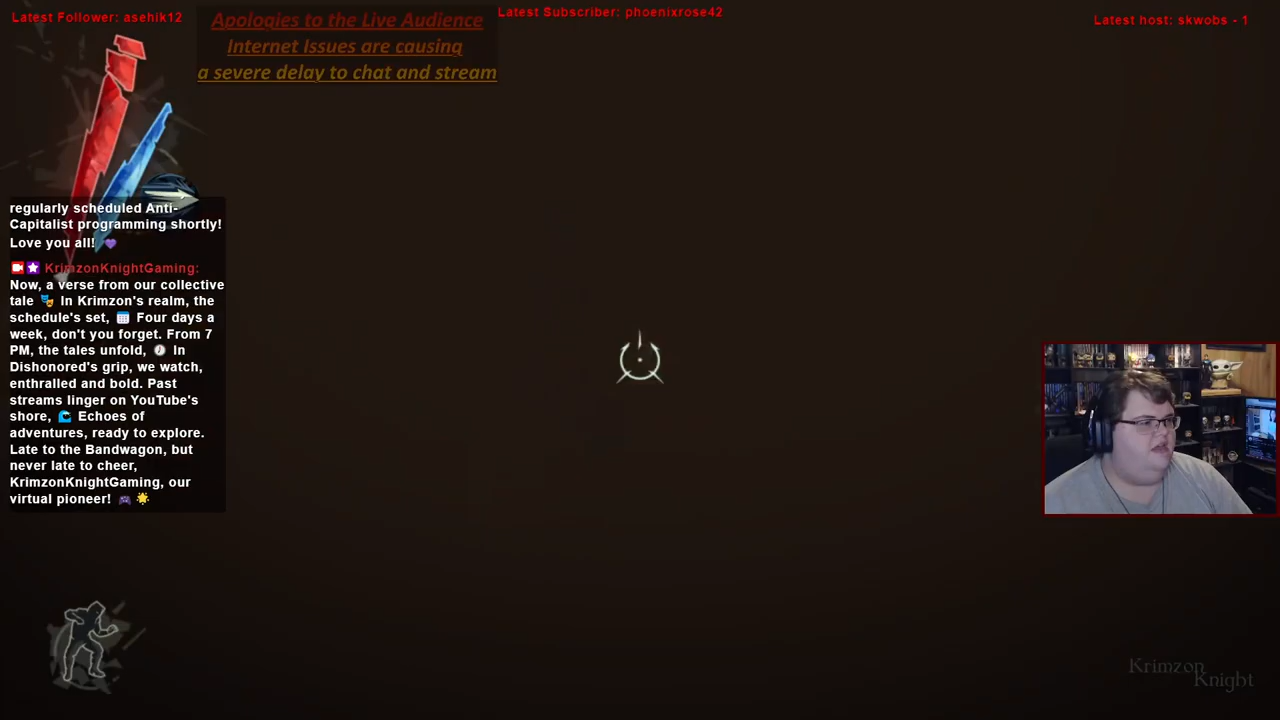 Latest Follower: asehik12
Apologies to the Live Audience
Internet Issues are causing
a severe delay to chat and stream
Latest Subscriber: phoenixrose42
Latest host: skwobs - 1
regularly scheduled Anti-
Capitalist programming shortly!
Love you all! 💜
KrimzonKnightGaming:
Now, a verse from our collective
tale 🎭 In Krimzon's realm, the
schedule's set, 📅 Four days a
week, don't you forget. From 7
PM, the tales unfold, 🕖 In
Dishonored's grip, we watch,
enthralled and bold. Past
streams linger on YouTube's
shore, 🌊 Echoes of
adventures, ready to explore.
Late to the Bandwagon, but
never late to cheer,
KrimzonKnightGaming, our
virtual pioneer! 🎮 🌟
Krimzon
Knight